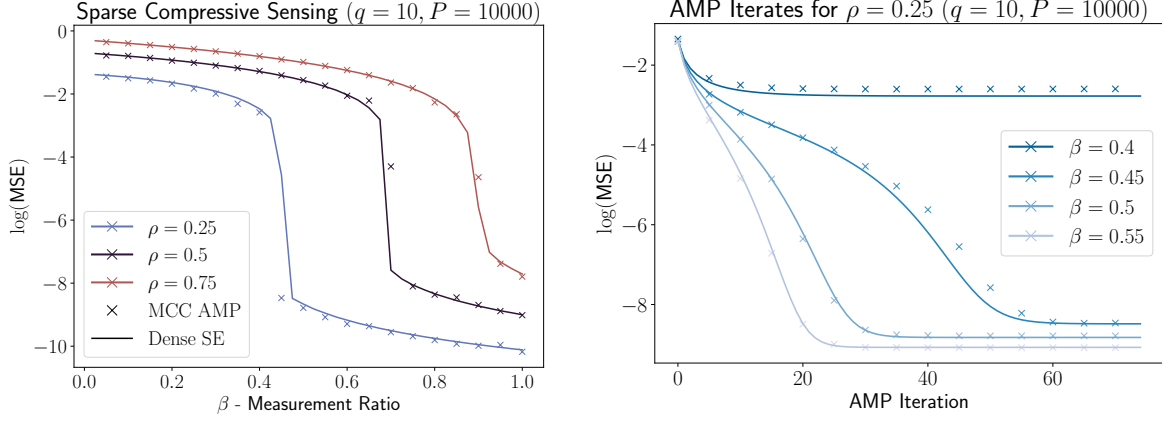 Sparse Compressive Sensing (q = 10, P = 10000)
0
−2
−4
−6
−8
−10
log(MSE)
ρ = 0.25
ρ = 0.5
ρ = 0.75
MCC AMP
Dense SE
0.0 0.2 0.4 0.6 0.8 1.0
β - Measurement Ratio
AMP Iterates for ρ = 0.25 (q = 10, P = 10000)
−2
−4
−6
−8
log(MSE)
β = 0.4
β = 0.45
β = 0.5
β = 0.55
0 20 40 60
AMP Iteration